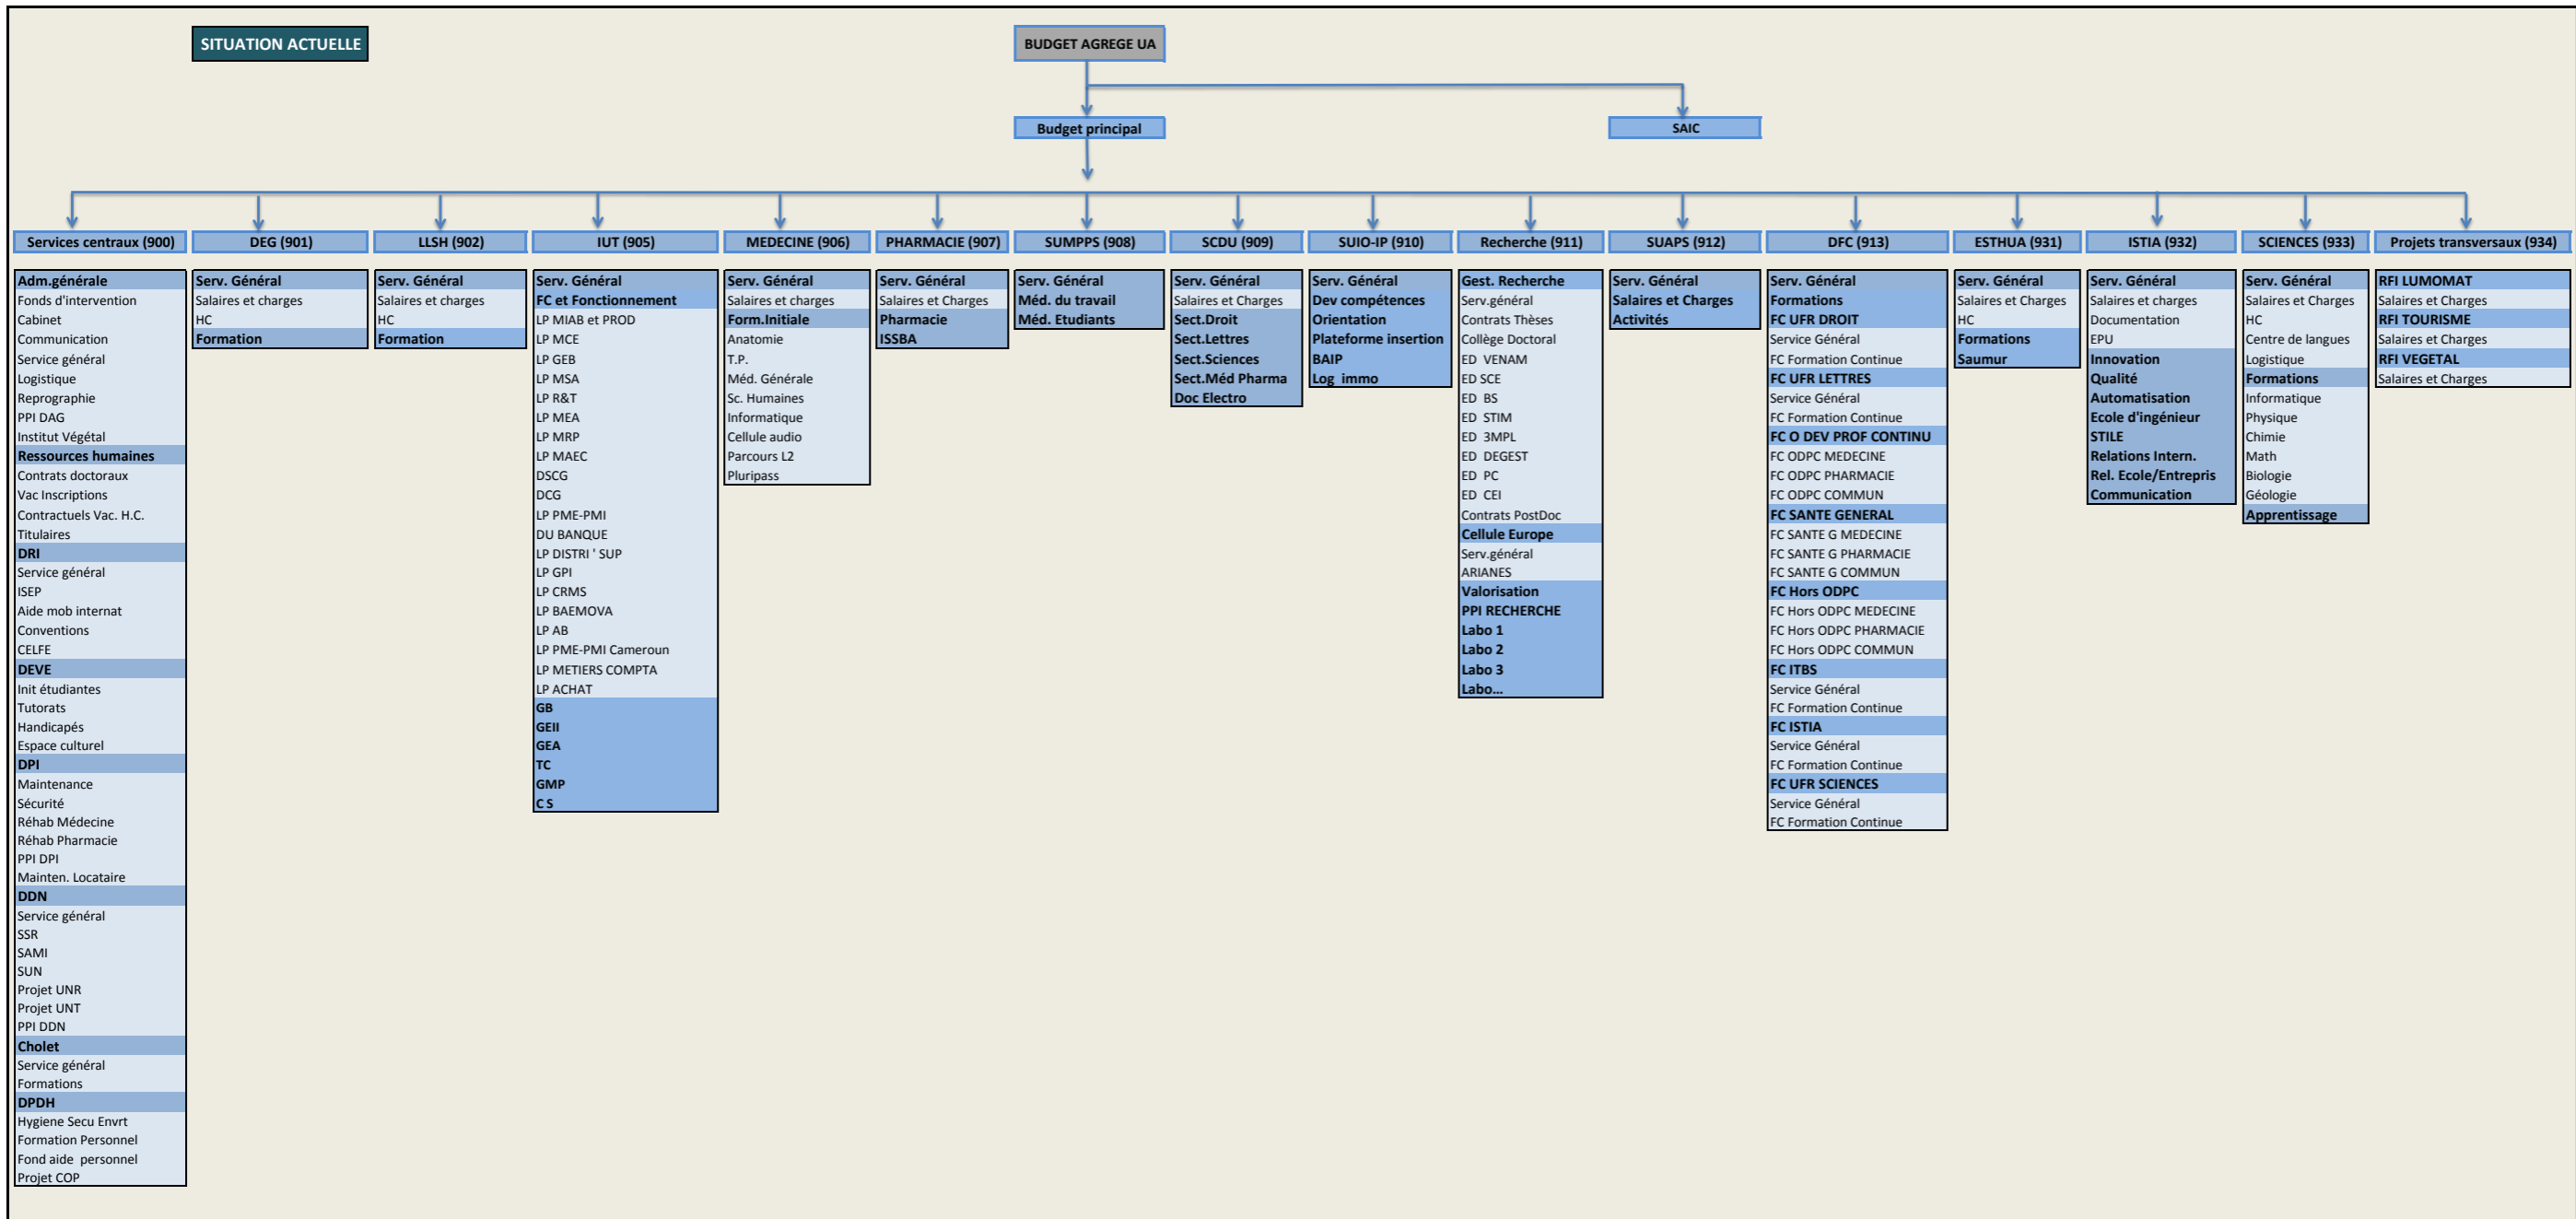 SITUATION ACTUELLE
BUDGET AGREGE UA
Budget principal
SAIC
Services centraux (900)
Adm.générale
Fonds d'intervention
Cabinet
Communication
Service général
Logistique
Reprographie
PPI DAG
Institut Végétal
Ressources humaines
Contrats doctoraux
Vac Inscriptions
Contractuels Vac. H.C.
Titulaires
DRI
Service général
ISEP
Aide mob internat
Conventions
CELFE
DEVE
Init étudiantes
Tutorats
Handicapés
Espace culturel
DPI
Maintenance
Sécurité
Réhab Médecine
Réhab Pharmacie
PPI DPI
Mainten. Locataire
DDN
Service général
SSR
SAMI
SUN
Projet UNR
Projet UNT
PPI DDN
Cholet
Service général
Formations
DPDH
Hygiene Secu Envrt
Formation Personnel
Fond aide  personnel
Projet COP
DEG (901)
Serv. Général
Salaires et charges
HC
Formation
LLSH (902)
Serv. Général
Salaires et charges
HC
Formation
IUT (905)
Serv. Général
FC et Fonctionnement
LP MIAB et PROD
LP MCE
LP GEB
LP MSA
LP R&T
LP MEA
LP MRP
LP MAEC
DSCG
DCG
LP PME-PMI
DU BANQUE
LP DISTRI ' SUP
LP GPI
LP CRMS
LP BAEMOVA
LP AB
LP PME-PMI Cameroun
LP METIERS COMPTA
LP ACHAT
GB
GEII
GEA
TC
GMP
C S
MEDECINE (906)
Serv. Général
Salaires et charges
Form.Initiale
Anatomie
T.P.
Méd. Générale
Sc. Humaines
Informatique
Cellule audio
Parcours L2
Pluripass
PHARMACIE (907)
Serv. Général
Salaires et Charges
Pharmacie
ISSBA
SUMPPS (908)
Serv. Général
Méd. du travail
Méd. Etudiants
SCDU (909)
Serv. Général
Salaires et Charges
Sect.Droit
Sect.Lettres
Sect.Sciences
Sect.Méd Pharma
Doc Electro
SUIO-IP (910)
Serv. Général
Dev compétences
Orientation
Plateforme insertion
BAIP
Log  immo
Recherche (911)
Gest. Recherche
Serv.général
Contrats Thèses
Collège Doctoral
ED  VENAM
ED SCE
ED  BS
ED  STIM
ED  3MPL
ED  DEGEST
ED  PC
ED  CEI
Contrats PostDoc
Cellule Europe
Serv.général
ARIANES
Valorisation
PPI RECHERCHE
Labo 1
Labo 2
Labo 3
Labo...
SUAPS (912)
Serv. Général
Salaires et Charges
Activités
DFC (913)
Serv. Général
Formations
FC UFR DROIT
Service Général
FC Formation Continue
FC UFR LETTRES
Service Général
FC Formation Continue
FC O DEV PROF CONTINU
FC ODPC MEDECINE
FC ODPC PHARMACIE
FC ODPC COMMUN
FC SANTE GENERAL
FC SANTE G MEDECINE
FC SANTE G PHARMACIE
FC SANTE G COMMUN
FC Hors ODPC
FC Hors ODPC MEDECINE
FC Hors ODPC PHARMACIE
FC Hors ODPC COMMUN
FC ITBS
Service Général
FC Formation Continue
FC ISTIA
Service Général
FC Formation Continue
FC UFR SCIENCES
Service Général
FC Formation Continue
ESTHUA (931)
Serv. Général
Salaires et Charges
HC
Formations
Saumur
ISTIA (932)
Serv. Général
Salaires et charges
Documentation
EPU
Innovation
Qualité
Automatisation
Ecole d'ingénieur
STILE
Relations Intern.
Rel. Ecole/Entrepris
Communication
SCIENCES (933)
Serv. Général
Salaires et Charges
HC
Centre de langues
Logistique
Formations
Informatique
Physique
Chimie
Math
Biologie
Géologie
Apprentissage
Projets transversaux (934)
RFI LUMOMAT
Salaires et Charges
RFI TOURISME
Salaires et Charges
RFI VEGETAL
Salaires et Charges